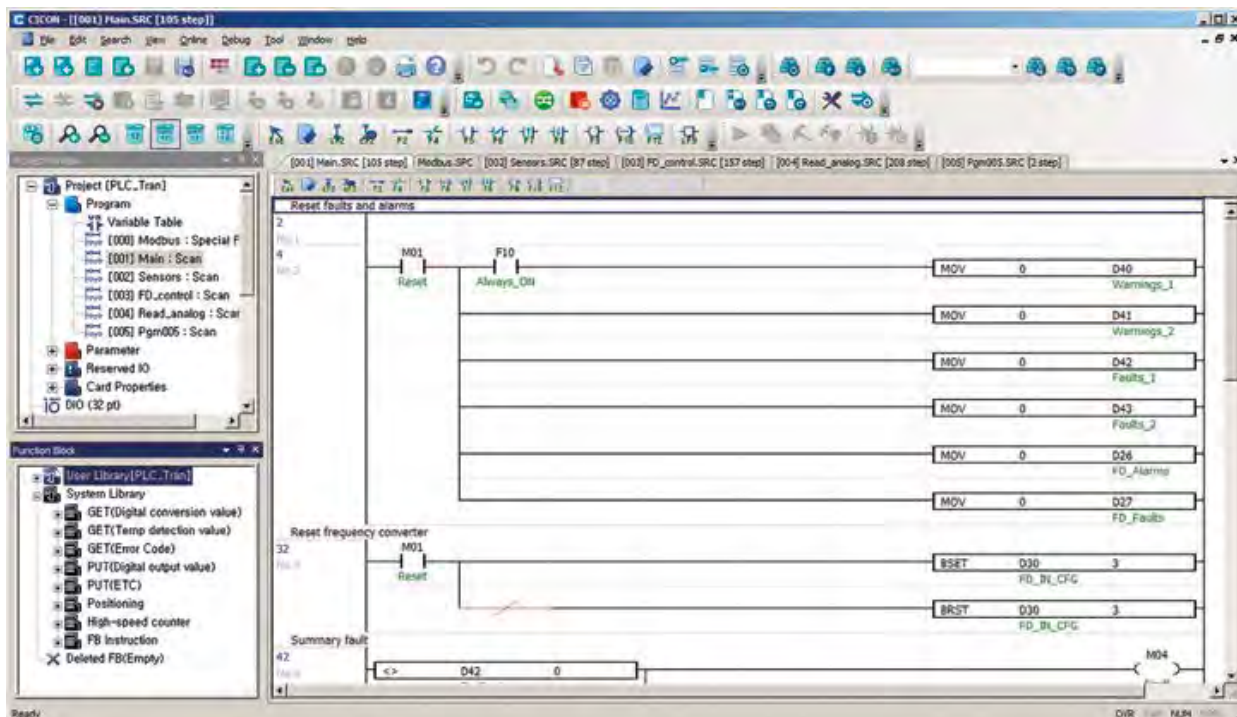 CICON - [[001] Main.SRC [105 step]]
File Edit Search View Online Debug Tool Window Help
[001] Main.SRC [105 step] Modbus.SPC [002] Sensors.SRC [87 step] [003] FD_control.SRC [157 step] [004] Read_analog.SRC [208 step] [005] Pgm005.SRC [2 step]
Project [PLC_Tran]
Program
Variable Table
[000] Modbus : Special F
[001] Main : Scan
[002] Sensors : Scan
[003] FD_control : Scan
[004] Read_analog : Scan
[005] Pgm005 : Scan
Parameter
Reserved IO
Card Properties
DIO (32 pt)
Function Block
User Library[PLC_Tran]
System Library
GET(Digital conversion value)
GET(Temp detection value)
GET(Error Code)
PUT(Digital output value)
PUT(ETC)
Positioning
High-speed counter
FB Instruction
Deleted FB(Empty)
Reset faults and alarms
2
4
M01 F10
Reset Always_ON
MOV 0 D40
Warnings_1
MOV 0 D41
Warnings_2
MOV 0 D42
Faults_1
MOV 0 D43
Faults_2
MOV 0 D26
FD_Alarms
MOV 0 D27
FD_Faults
Reset frequency converter
32
M01
Reset
BSET D30 3
FD_IN_CFG
BRST D30 3
FD_IN_CFG
Summary fault
42
<> D42 0
M04
Ready
OVR NUM